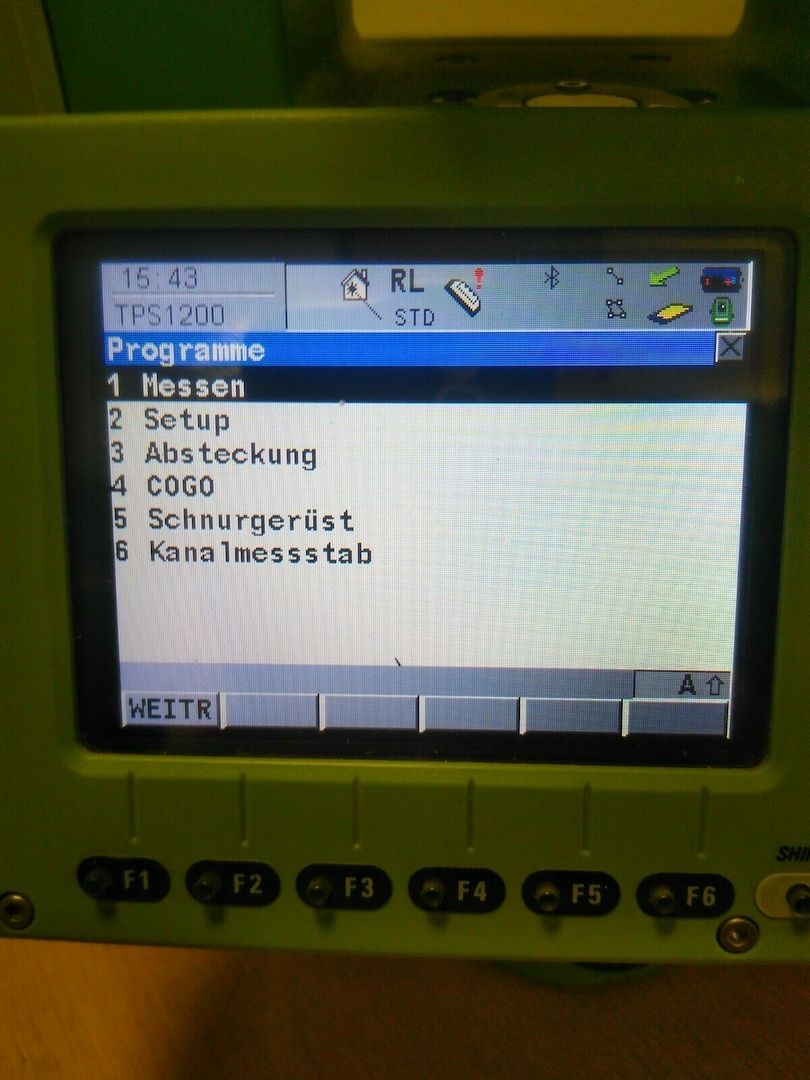 15:43
RL
STD
TPS1200
Programme
1 Messen
2 Setup
3 Absteckung
4 COGO
5 Schnurgerüst
6 Kanalmessstab
A
WEITR
F1 F2 F3 F4 F5 F6